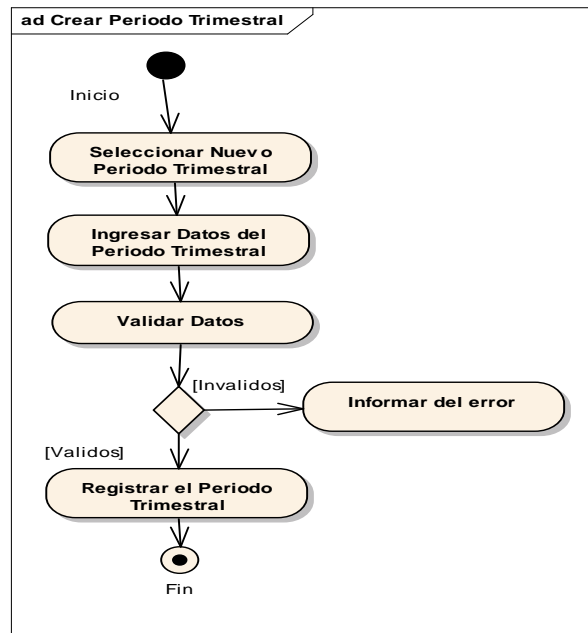 ad Crear Periodo Trimestral
Inicio
Seleccionar Nuevo
Periodo Trimestral
Ingresar Datos del
Periodo Trimestral
Validar Datos
[Invalidos]
Informar del error
[Validos]
Registrar el Periodo
Trimestral
Fin